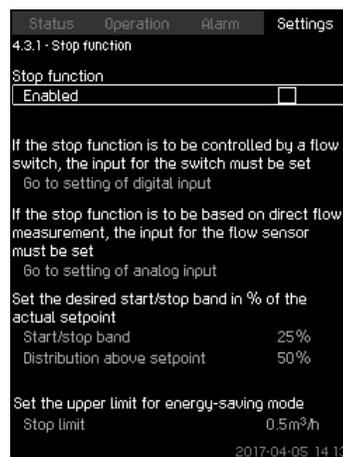 Status Operation Alarm Settings
4.3.1 - Stop function
Stop function
Enabled
If the stop function is to be controlled by a flow
switch, the input for the switch must be set
Go to setting of digital input
If the stop function is to be based on direct flow
measurement, the input for the flow sensor
must be set
Go to setting of analog input
Set the desired start/stop band in % of the
actual setpoint
Start/stop band 25%
Distribution above setpoint 50%
Set the upper limit for energy-saving mode
Stop limit 0.5m³/h
2017-04-05 14:13